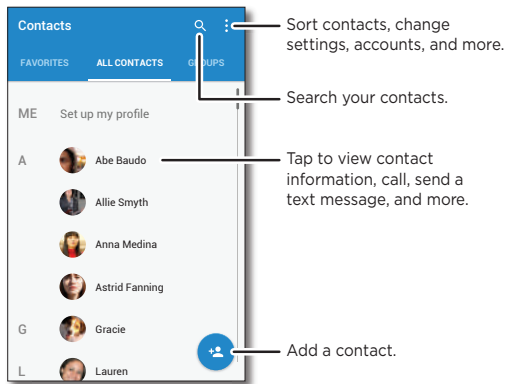 Contacts
FAVORITES ALL CONTACTS GROUPS
ME Set up my profile
A Abe Baudo
Allie Smyth
Anna Medina
Astrid Fanning
G Gracie
L Lauren
Sort contacts, change
settings, accounts, and more.
Search your contacts.
Tap to view contact
information, call, send a
text message, and more.
Add a contact.